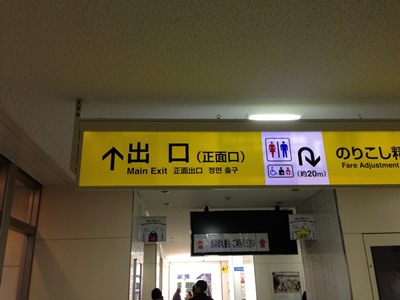 ↑出口(正面口)
Main Exit 正面出口 정면 출구
(約20m)
のりこし精
Fare Adjustment